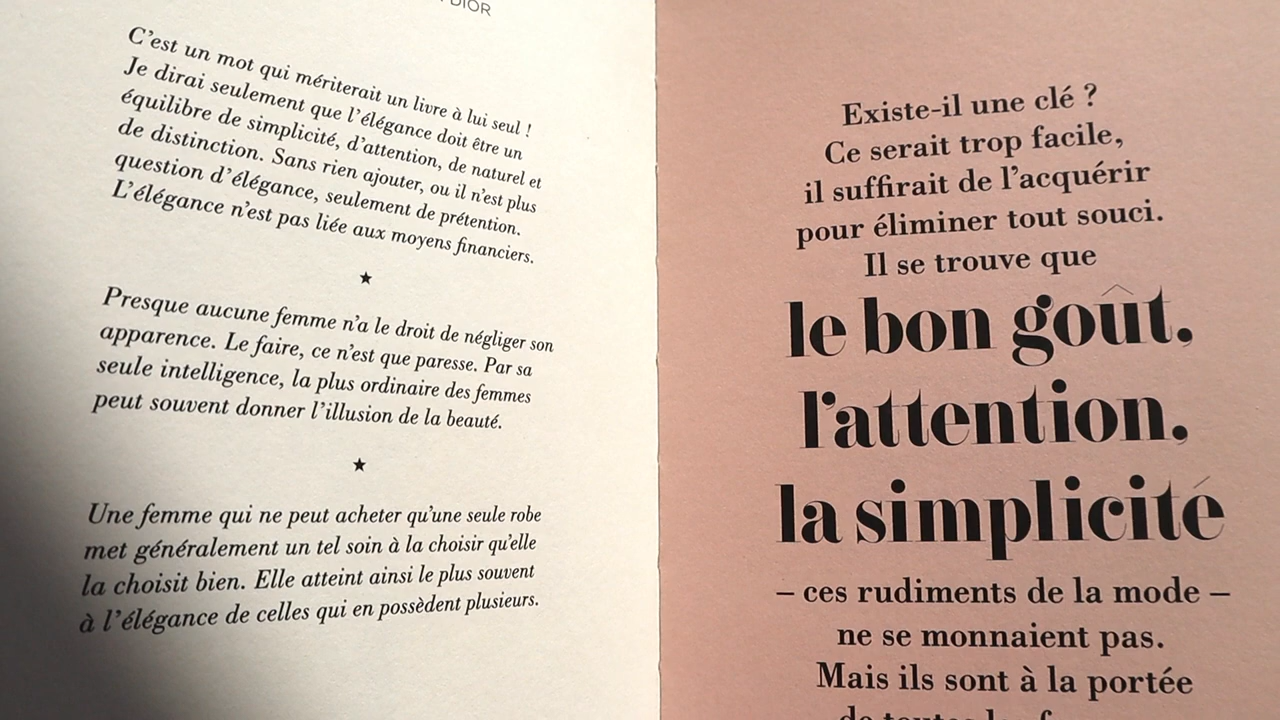 DIOR
C'est un mot qui mériterait un livre à lui seul !
Je dirai seulement que l'élégance doit être un
équilibre de simplicité, d'attention, de naturel et
de distinction. Sans rien ajouter, ou il n'est plus
question d'élégance, seulement de prétention.
L'élégance n'est pas liée aux moyens financiers.
★
Presque aucune femme n'a le droit de négliger son
apparence. Le faire, ce n'est que paresse. Par sa
seule intelligence, la plus ordinaire des femmes
peut souvent donner l'illusion de la beauté.
★
Une femme qui ne peut acheter qu'une seule robe
met généralement un tel soin à la choisir qu'elle
la choisit bien. Elle atteint ainsi le plus souvent
à l'élégance de celles qui en possèdent plusieurs.
Existe-il une clé ?
Ce serait trop facile,
il suffirait de l'acquérir
pour éliminer tout souci.
Il se trouve que
le bon goût,
l'attention,
la simplicité
– ces rudiments de la mode –
ne se monnaient pas.
Mais ils sont à la portée
de toutes les